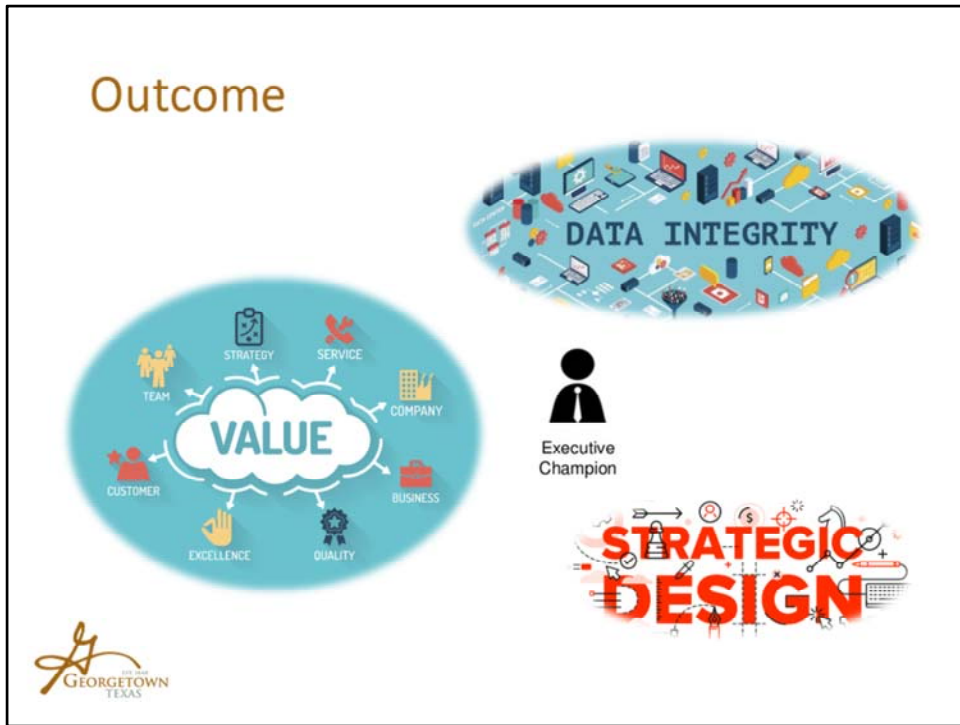 Outcome
DATA INTEGRITY
STRATEGY
SERVICE
TEAM
COMPANY
VALUE
CUSTOMER
BUSINESS
EXCELLENCE
QUALITY
Executive
Champion
STRATEGIC
DESIGN
$
GEORGETOWN
TEXAS